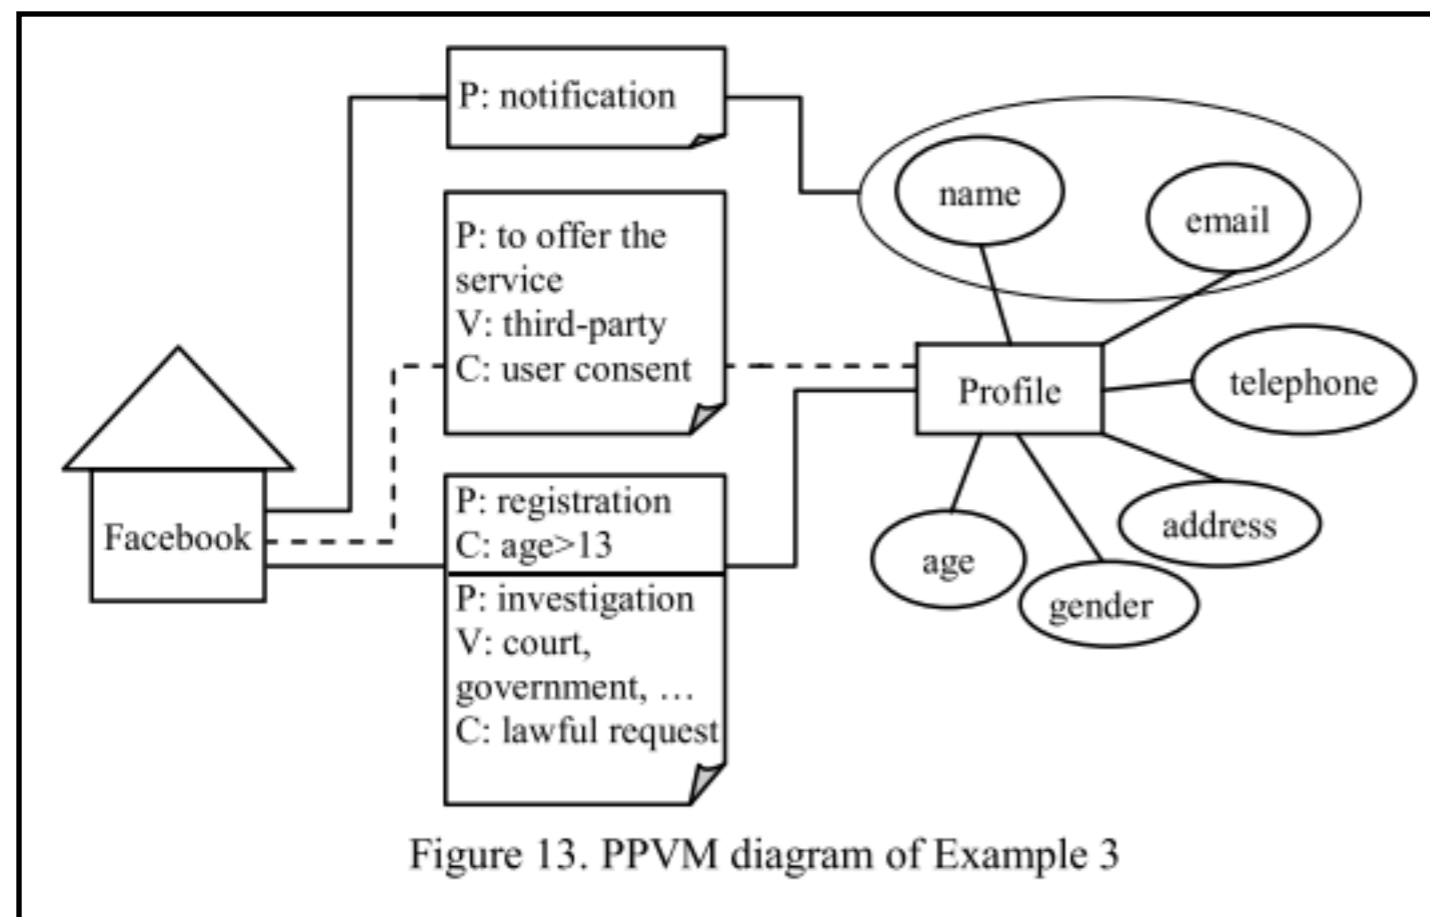 P: notification
name
email
P: to offer the
service
V: third-party
C: user consent
Profile
telephone
Facebook
P: registration
C: age>13
address
age
gender
P: investigation
V: court,
government, …
C: lawful request
Figure 13. PPVM diagram of Example 3